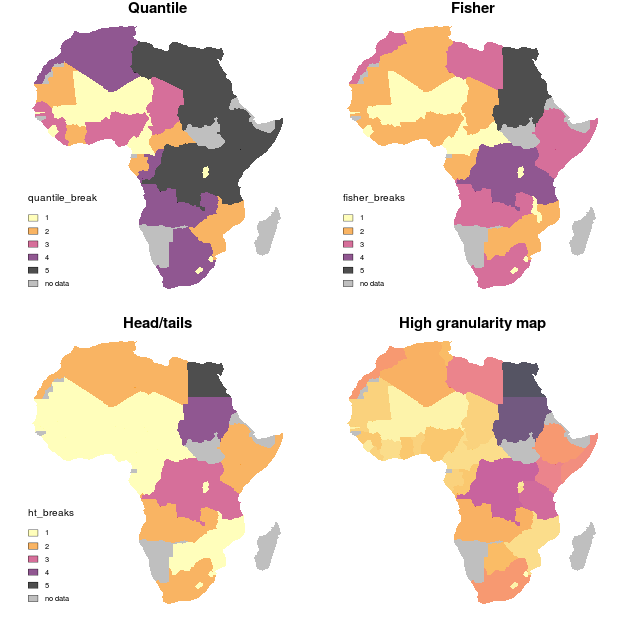 Quantile
Fisher
quantile_break
1
2
3
4
5
no data
fisher_breaks
1
2
3
4
5
no data
Head/tails
High granularity map
ht_breaks
1
2
3
4
5
no data